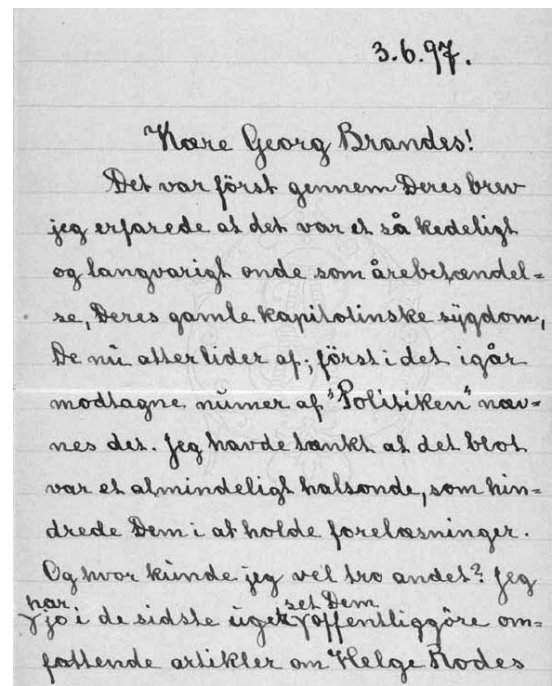 3.6.97.
Kære Georg Brandes!
Det var först gennem Deres brev
jeg erfarede at det var et så kedeligt
og langvarigt onde som årebetændel=
se, Deres gamle kapitolinske sygdom,
De nu atter lider af; först i det igår
modtagne numer af "Politiken" næv=
nes det. Jeg havde tænkt at det blot
var et almindeligt halsonde, som hin=
drede Dem i at holde forelæsninger.
Og hvor kunde jeg vel tro andet? Jeg
har set Dem
jo i de sidste uger offentliggöre om=
fattende artikler om Helge Rodes